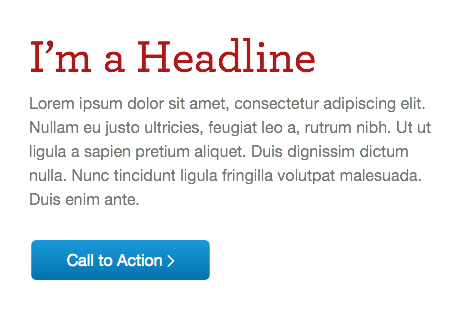 I'm a Headline
Lorem ipsum dolor sit amet, consectetur adipiscing elit.
Nullam eu justo ultricies, feugiat leo a, rutrum nibh. Ut ut
ligula a sapien pretium aliquet. Duis dignissim dictum
nulla. Nunc tincidunt ligula fringilla volutpat malesuada.
Duis enim ante.
Call to Action >